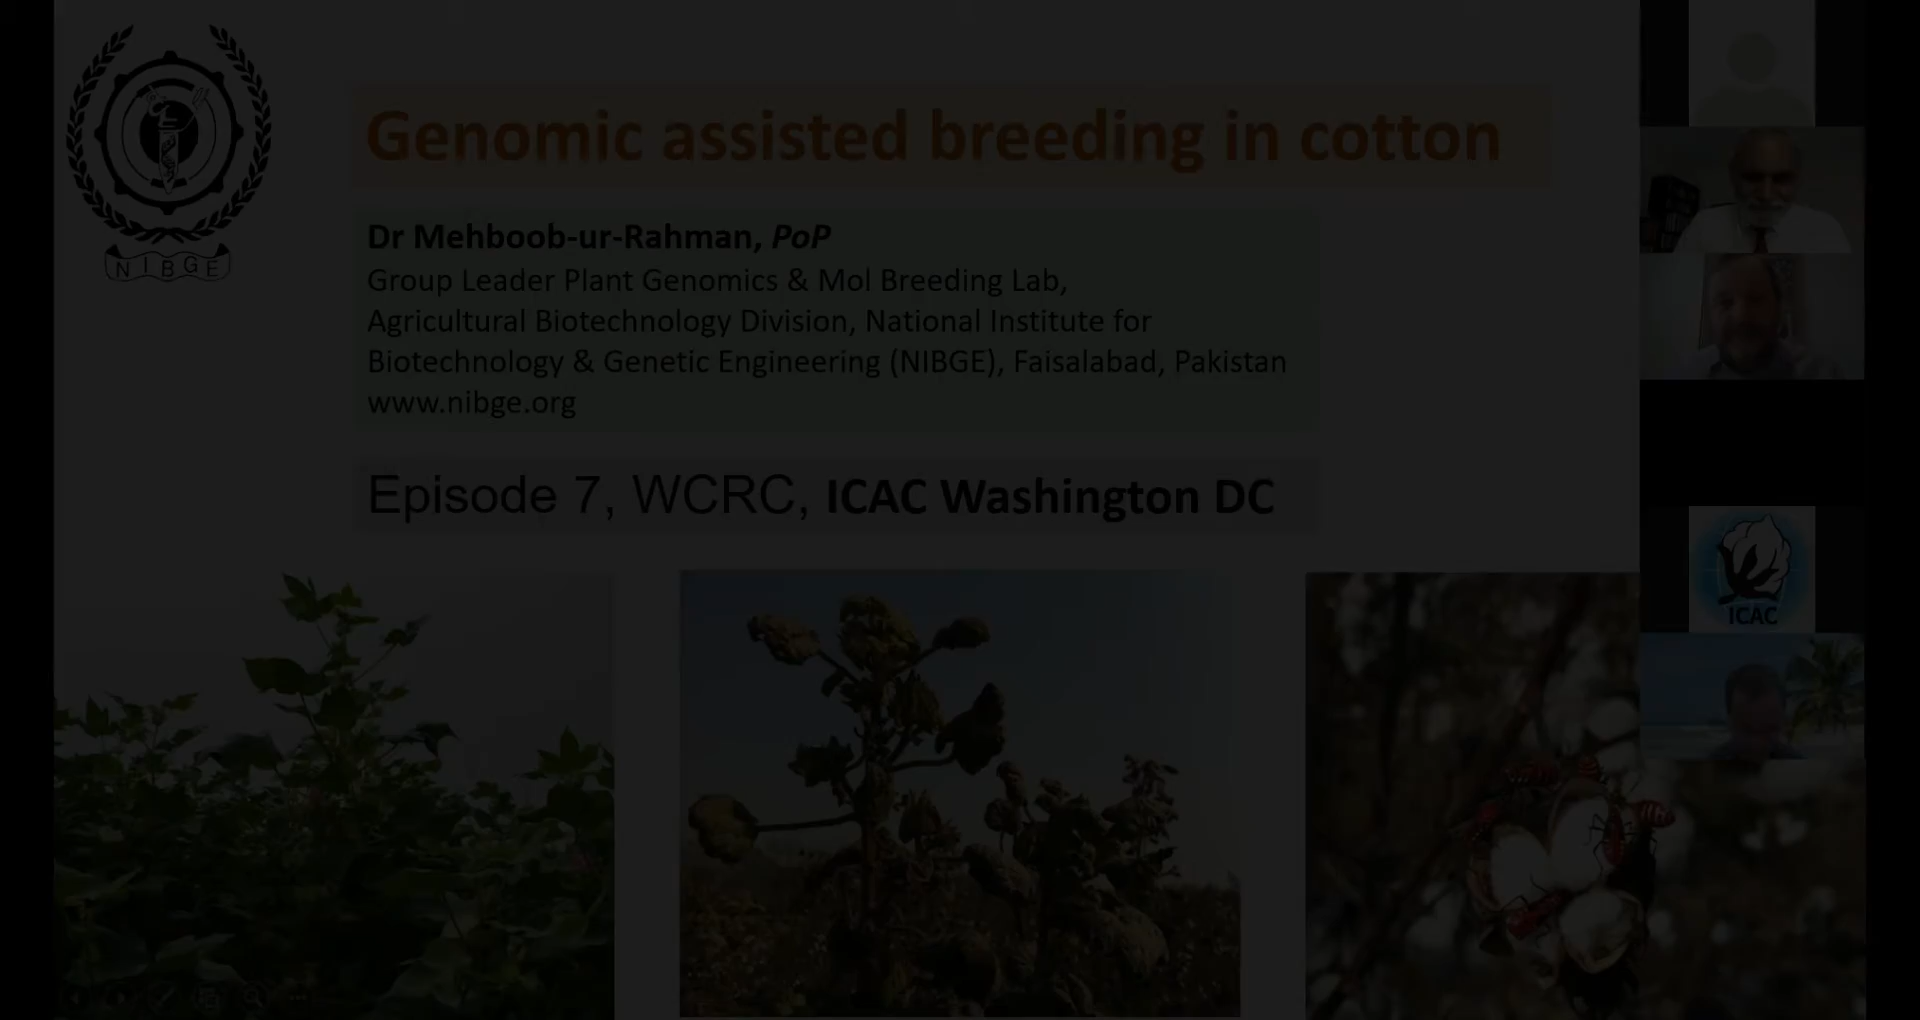 NIBGE
Genomic assisted breeding in cotton
Dr Mehboob-ur-Rahman, PoP
Group Leader Plant Genomics & Mol Breeding Lab,
Agricultural Biotechnology Division, National Institute for
Biotechnology & Genetic Engineering (NIBGE), Faisalabad, Pakistan
www.nibge.org
Episode 7, WCRC, ICAC Washington DC
ICAC